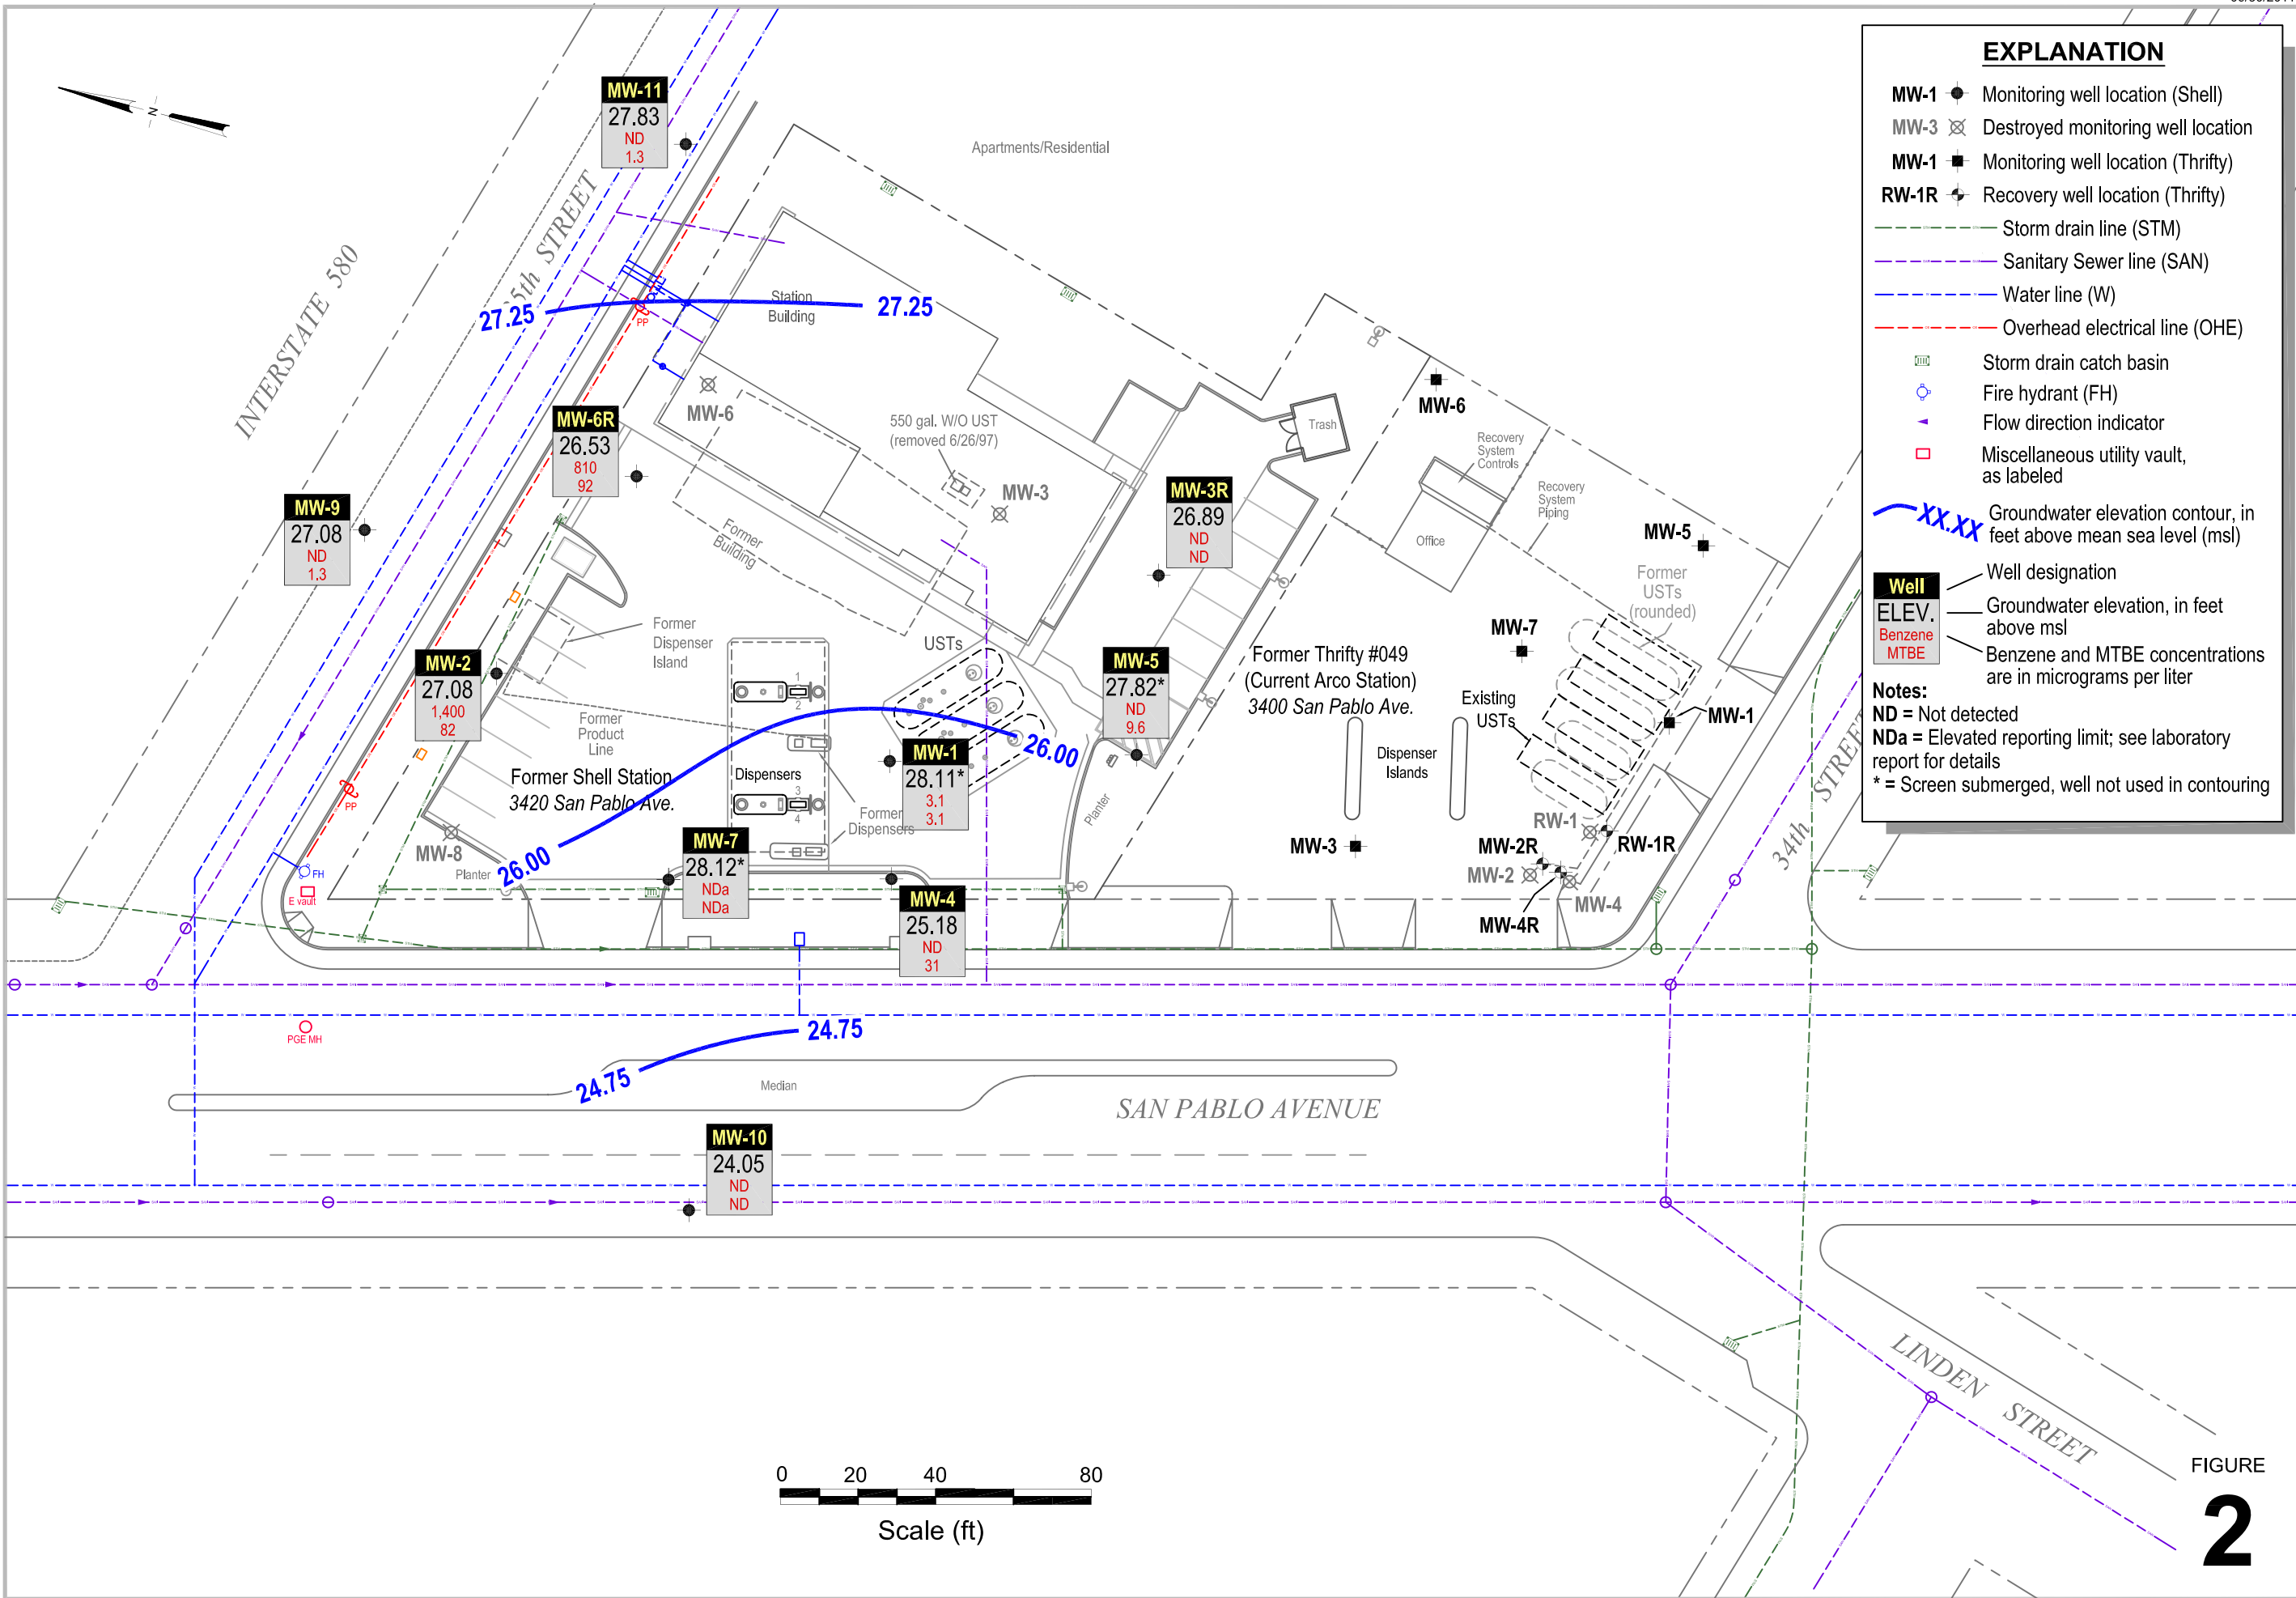 EXPLANATION
MW-1 Monitoring well location (Shell)
MW-3 Destroyed monitoring well location
MW-1 Monitoring well location (Thrifty)
RW-1R Recovery well location (Thrifty)
Storm drain line (STM)
Sanitary Sewer line (SAN)
Water line (W)
Overhead electrical line (OHE)
Storm drain catch basin
Fire hydrant (FH)
Flow direction indicator
Miscellaneous utility vault,
as labeled
XX.XX Groundwater elevation contour, in
feet above mean sea level (msl)
Well
ELEV.
Benzene
MTBE
Well designation
Groundwater elevation, in feet
above msl
Benzene and MTBE concentrations
are in micrograms per liter
Notes:
ND = Not detected
NDa = Elevated reporting limit; see laboratory
report for details
* = Screen submerged, well not used in contouring
N
MW-11
27.83
ND
1.3
Apartments/Residential
INTERSTATE 580
35th STREET
27.25
27.25
Station
Building
PP
MW-6
MW-6R
26.53
810
92
550 gal. W/O UST
(removed 6/26/97)
MW-3
Former
Building
MW-9
27.08
ND
1.3
MW-3R
26.89
ND
ND
Trash
MW-6
Recovery
System
Controls
Recovery
System
Piping
Office
MW-5
Former
USTs
(rounded)
MW-7
MW-2
27.08
1,400
82
Former
Dispenser
Island
USTs
1
2
MW-5
27.82*
ND
9.6
Former Thrifty #049
(Current Arco Station)
3400 San Pablo Ave.
Existing
USTs
MW-1
Former
Product
Line
Former Shell Station
3420 San Pablo Ave.
Dispensers
3
4
MW-1
28.11*
3.1
3.1
26.00
26.00
Dispenser
Islands
Planter
PP
Former
Dispensers
MW-8
Planter
MW-7
28.12*
NDa
NDa
MW-4
25.18
ND
31
MW-3
RW-1
RW-1R
MW-2R
MW-2
MW-4
MW-4R
34th STREET
FH
E vault
PGE MH
24.75
24.75
Median
SAN PABLO AVENUE
MW-10
24.05
ND
ND
LINDEN STREET
0 20 40 80
Scale (ft)
FIGURE
2